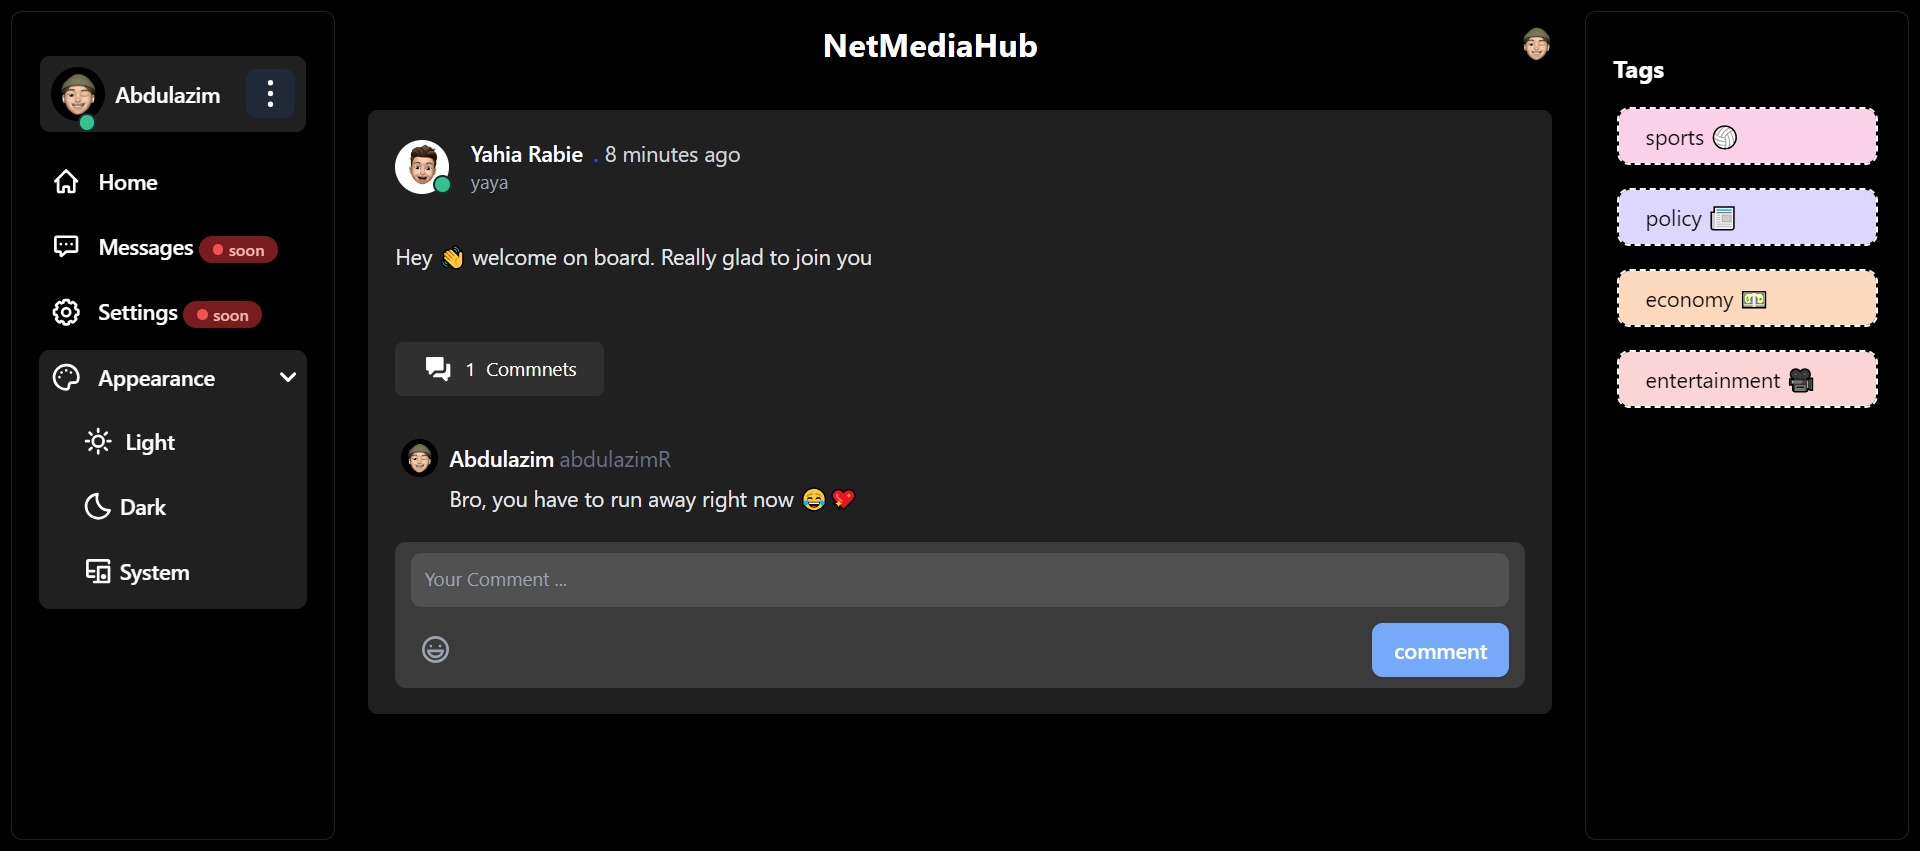 NetMediaHub
Abdulazim
Home
Messages soon
Settings soon
Appearance
Light
Dark
System
Yahia Rabie . 8 minutes ago
yaya
Hey 👋 welcome on board. Really glad to join you
1 Commnets
Abdulazim abdulazimR
Bro, you have to run away right now 😂 💖
Your Comment ...
comment
Tags
sports 🏐
policy 📰
economy 💵
entertainment 🎥